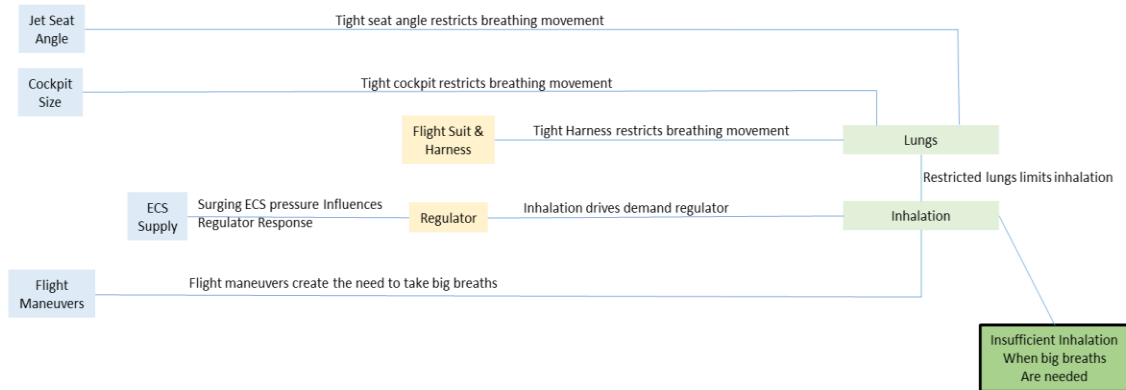 Jet Seat
Angle
Tight seat angle restricts breathing movement
Cockpit
Size
Tight cockpit restricts breathing movement
Flight Suit &
Harness
Tight Harness restricts breathing movement
Lungs
Restricted lungs limits inhalation
ECS
Supply
Surging ECS pressure Influences
Regulator Response
Regulator
Inhalation drives demand regulator
Inhalation
Flight
Maneuvers
Flight maneuvers create the need to take big breaths
Insufficient Inhalation
When big breaths
Are needed